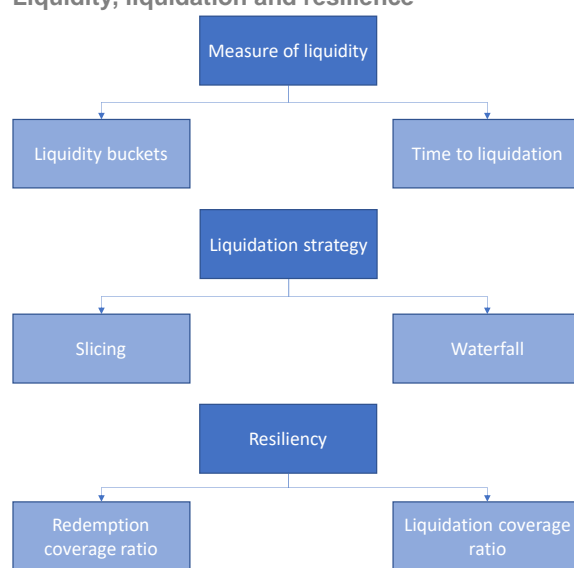 Liquidity, liquidation and resilience
Measure of liquidity
Liquidity buckets
Time to liquidation
Liquidation strategy
Slicing
Waterfall
Resiliency
Redemption
coverage ratio
Liquidation coverage
ratio